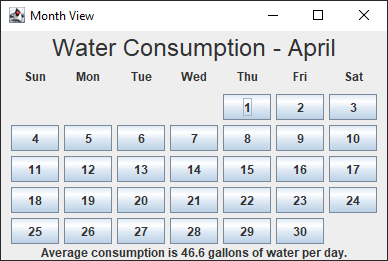 Month View
Water Consumption - April
Sun Mon Tue Wed Thu Fri Sat
1 2 3
4 5 6 7 8 9 10
11 12 13 14 15 16 17
18 19 20 21 22 23 24
25 26 27 28 29 30
Average consumption is 46.6 gallons of water per day.